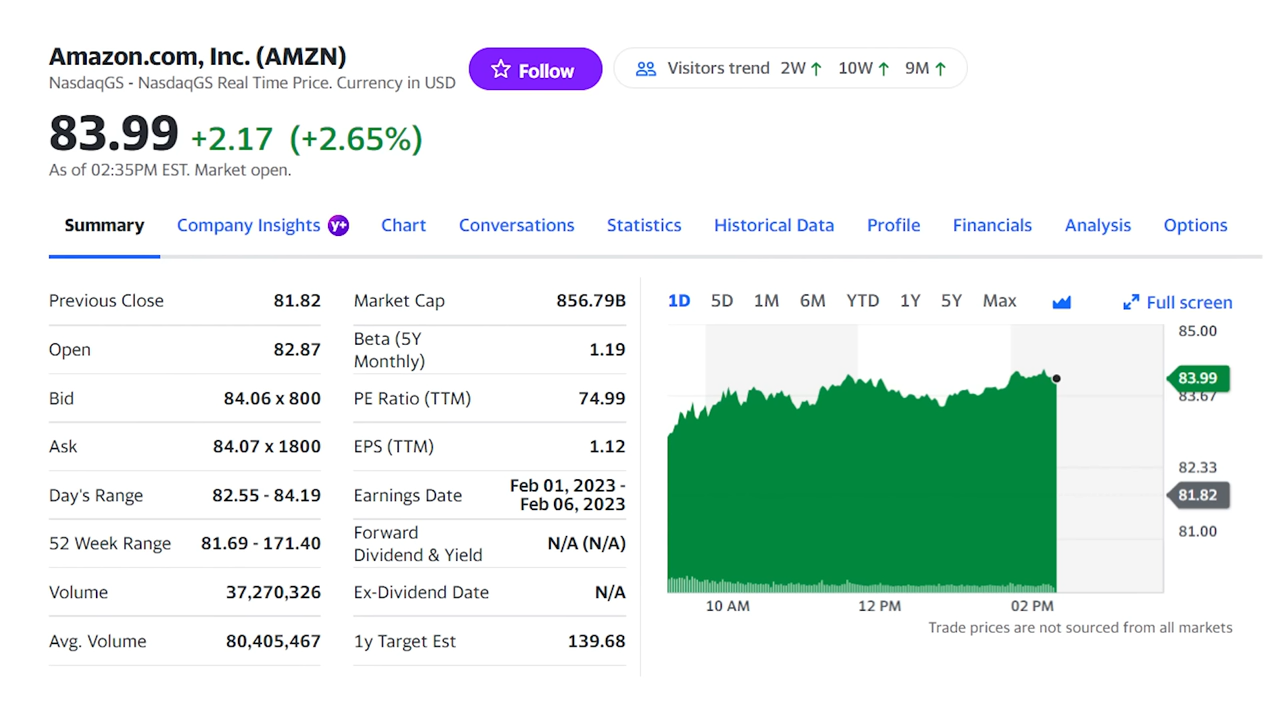 Amazon.com, Inc. (AMZN)
NasdaqGS - NasdaqGS Real Time Price. Currency in USD
Follow
Visitors trend 2W↑ 10W↑ 9M↑
83.99 +2.17 (+2.65%)
As of 02:35PM EST. Market open.
Summary Company Insights Y+ Chart Conversations Statistics Historical Data Profile Financials Analysis Options
Previous Close 81.82
Open 82.87
Bid 84.06 x 800
Ask 84.07 x 1800
Day's Range 82.55 - 84.19
52 Week Range 81.69 - 171.40
Volume 37,270,326
Avg. Volume 80,405,467
Market Cap 856.79B
Beta (5Y
Monthly) 1.19
PE Ratio (TTM) 74.99
EPS (TTM) 1.12
Earnings Date Feb 01, 2023 -
Feb 06, 2023
Forward
Dividend & Yield N/A (N/A)
Ex-Dividend Date N/A
1y Target Est 139.68
1D 5D 1M 6M YTD 1Y 5Y Max
Full screen
85.00
83.99
83.67
82.33
81.82
81.00
10 AM 12 PM 02 PM
Trade prices are not sourced from all markets